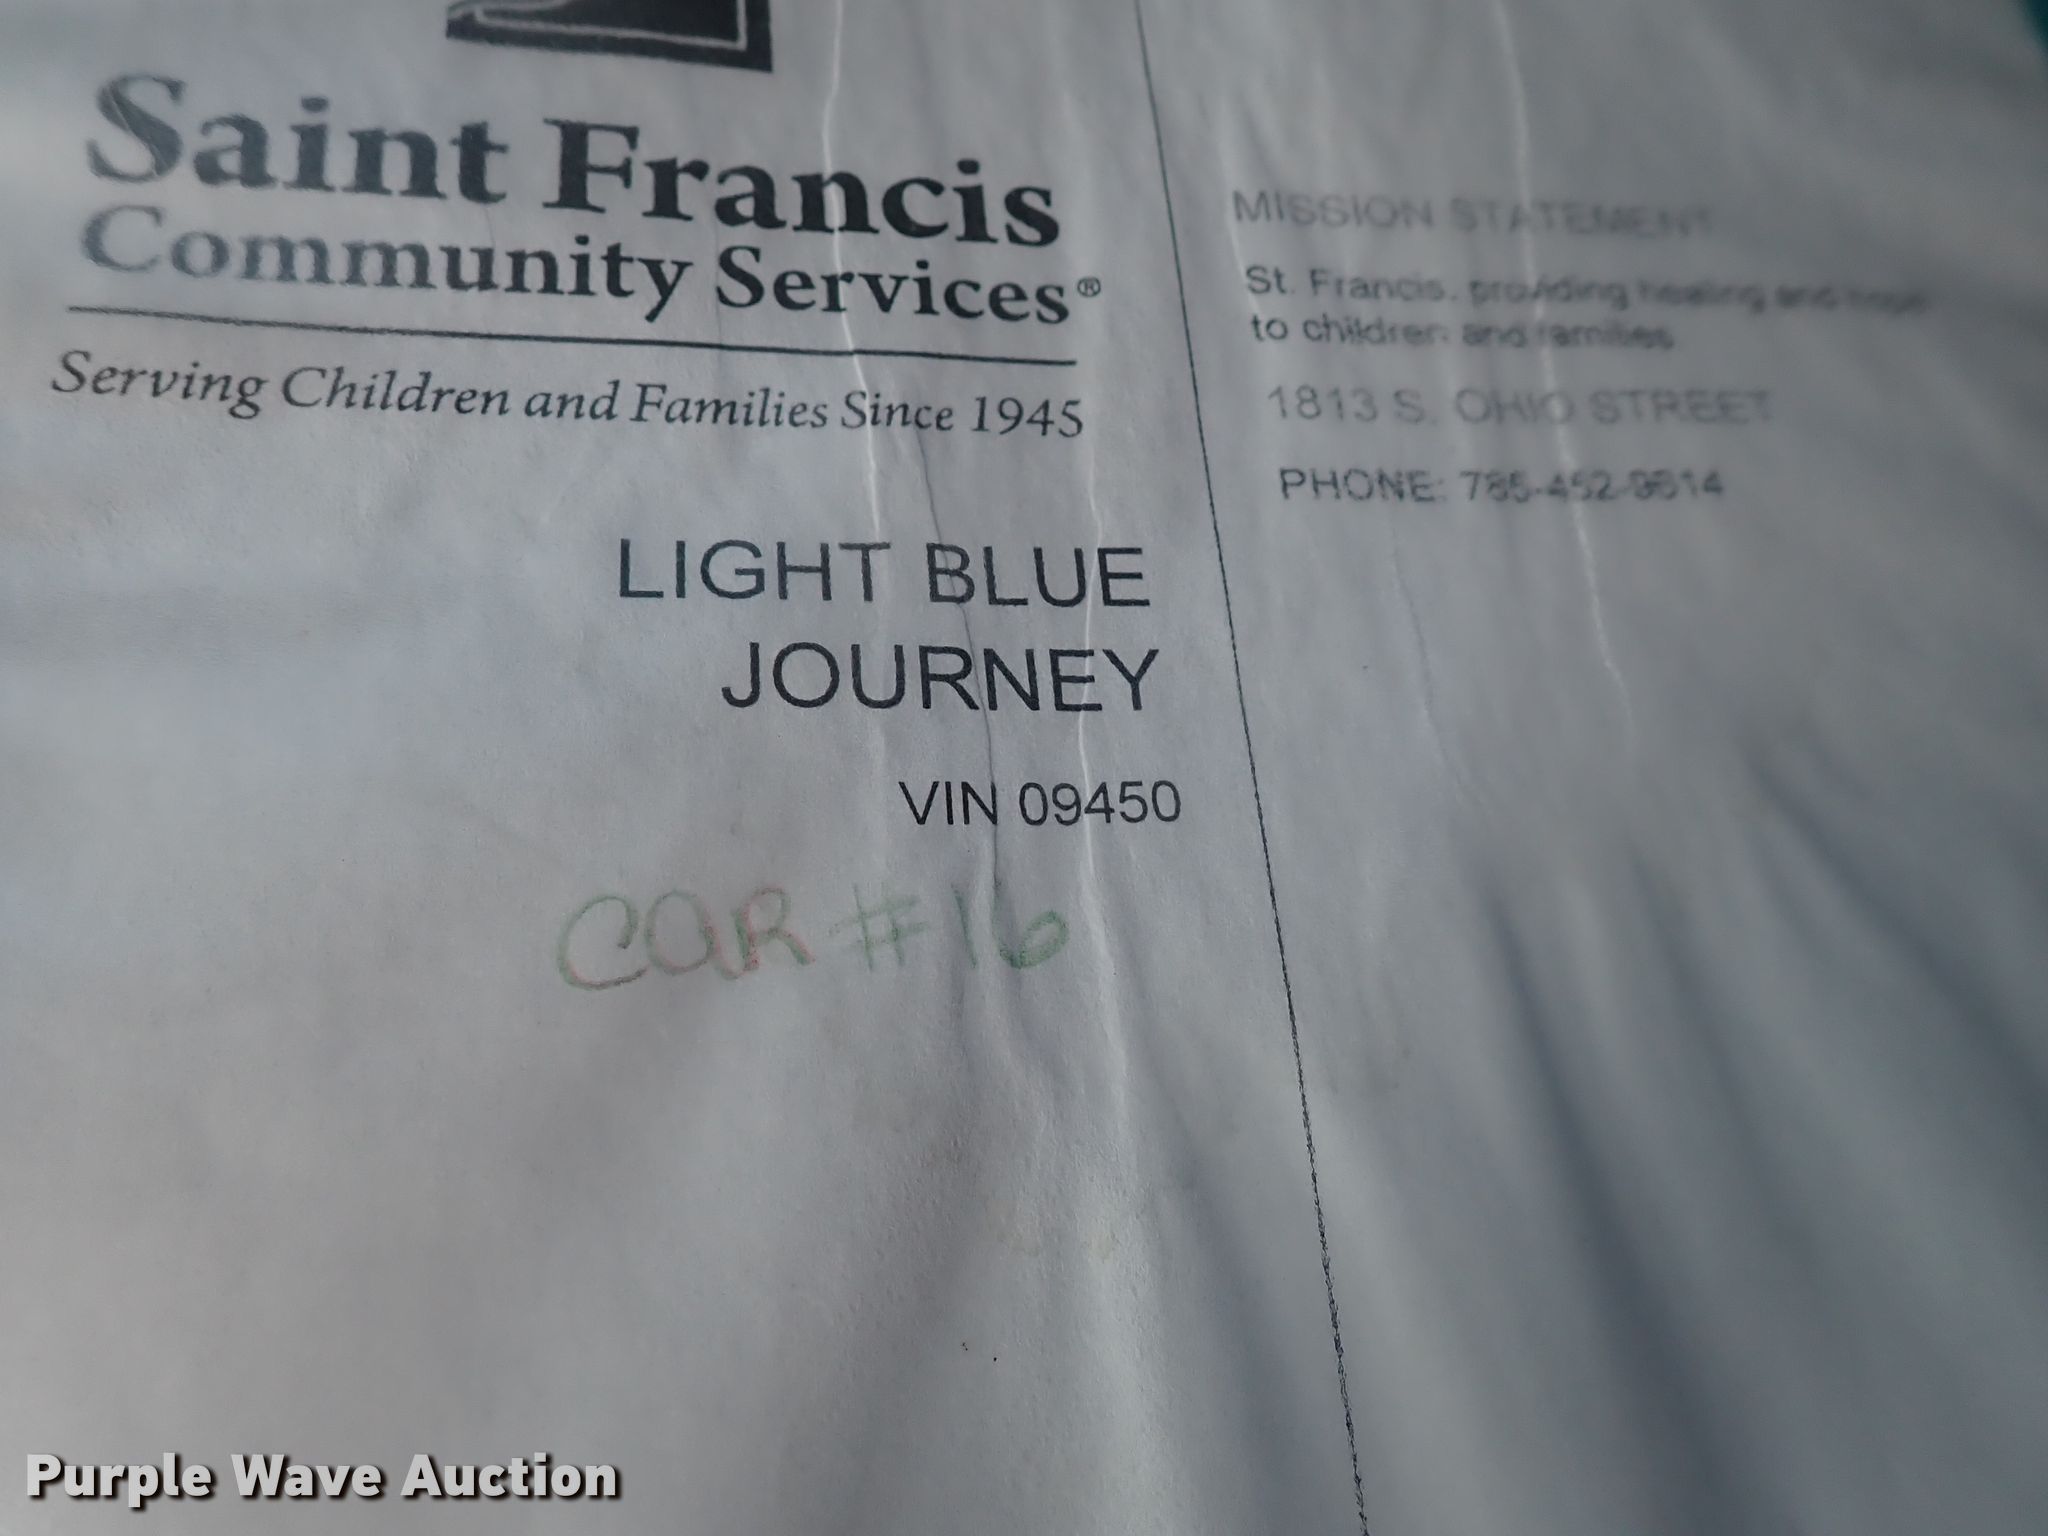 Saint Francis
Community Services®
Serving Children and Families Since 1945
LIGHT BLUE
JOURNEY
VIN 09450
CAR #16
MISSION STATEMENT
St. Francis, providing healing and hope
to children and families
1813 S. OHIO STREET
PHONE: 785-452-9614
Purple Wave Auction